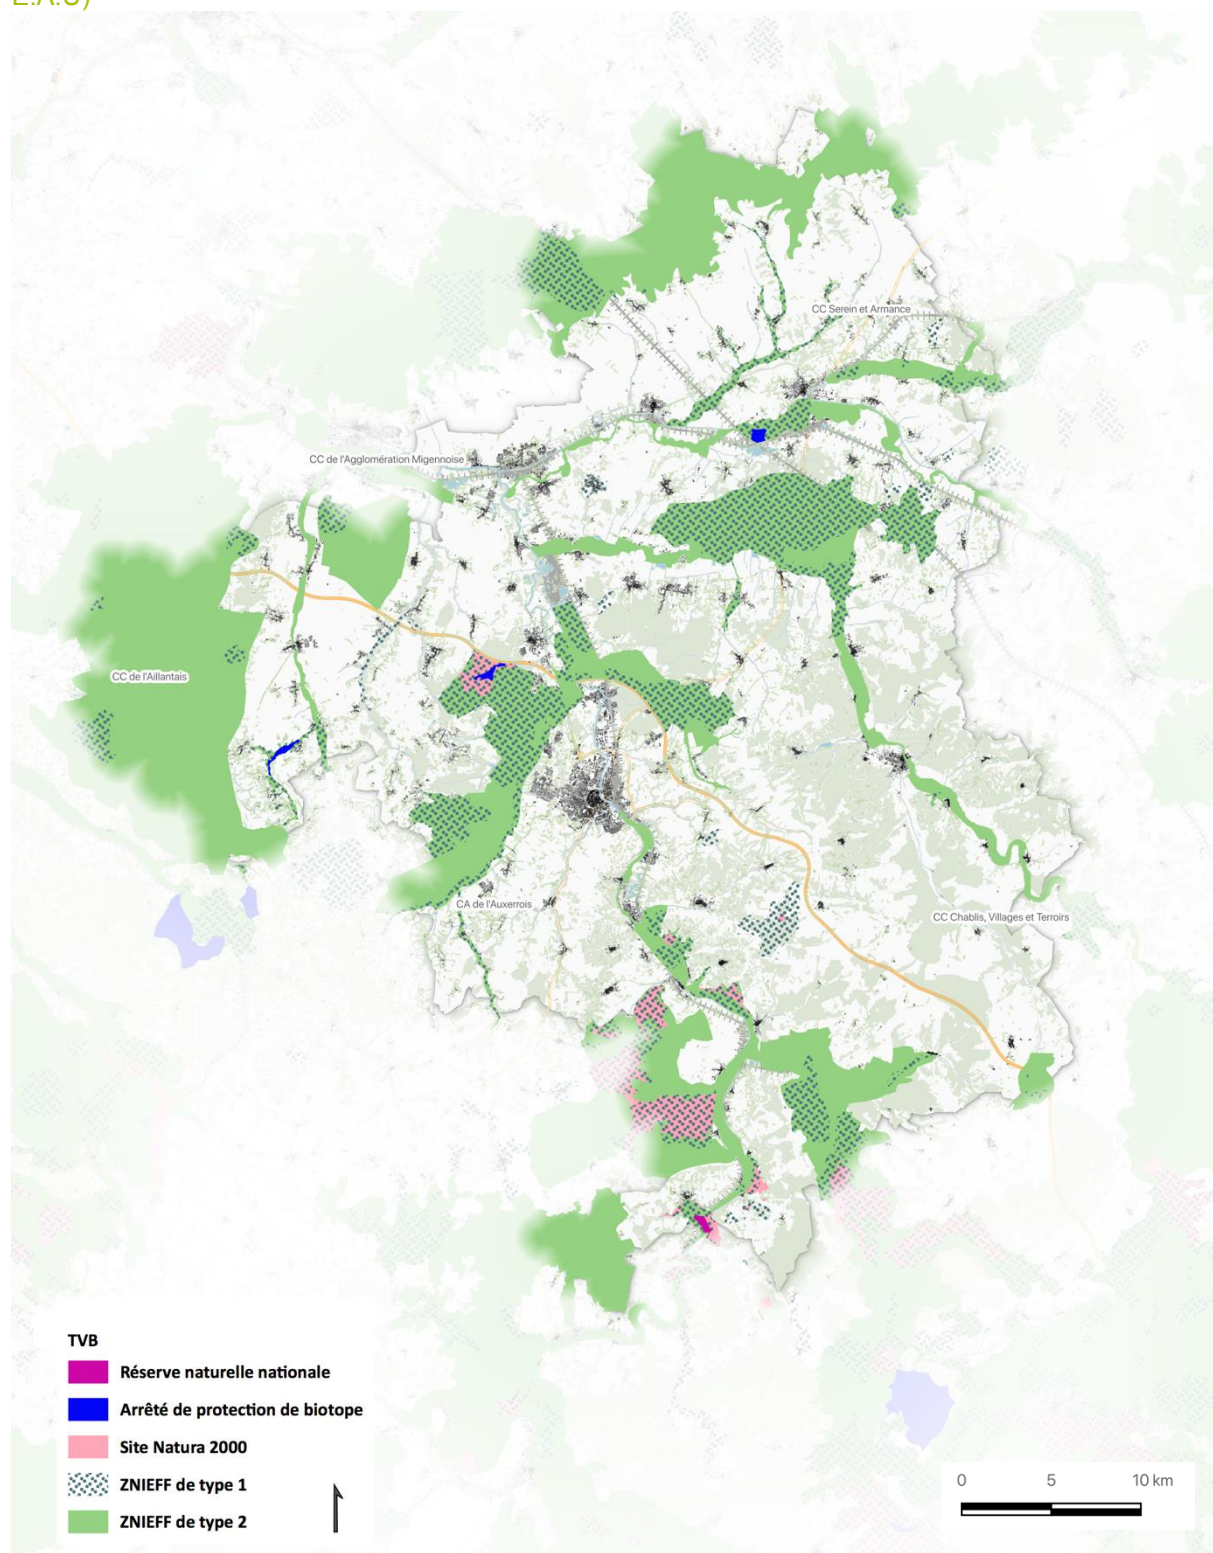 E.A.U)
CC Serein et Armance
CC de l'Agglomération Migennoise
CC de l'Aillantais
CA de l'Auxerrois
CC Chablis, Villages et Terroirs
TVB
Réserve naturelle nationale
Arrêté de protection de biotope
Site Natura 2000
ZNIEFF de type 1
ZNIEFF de type 2
0 5 10 km